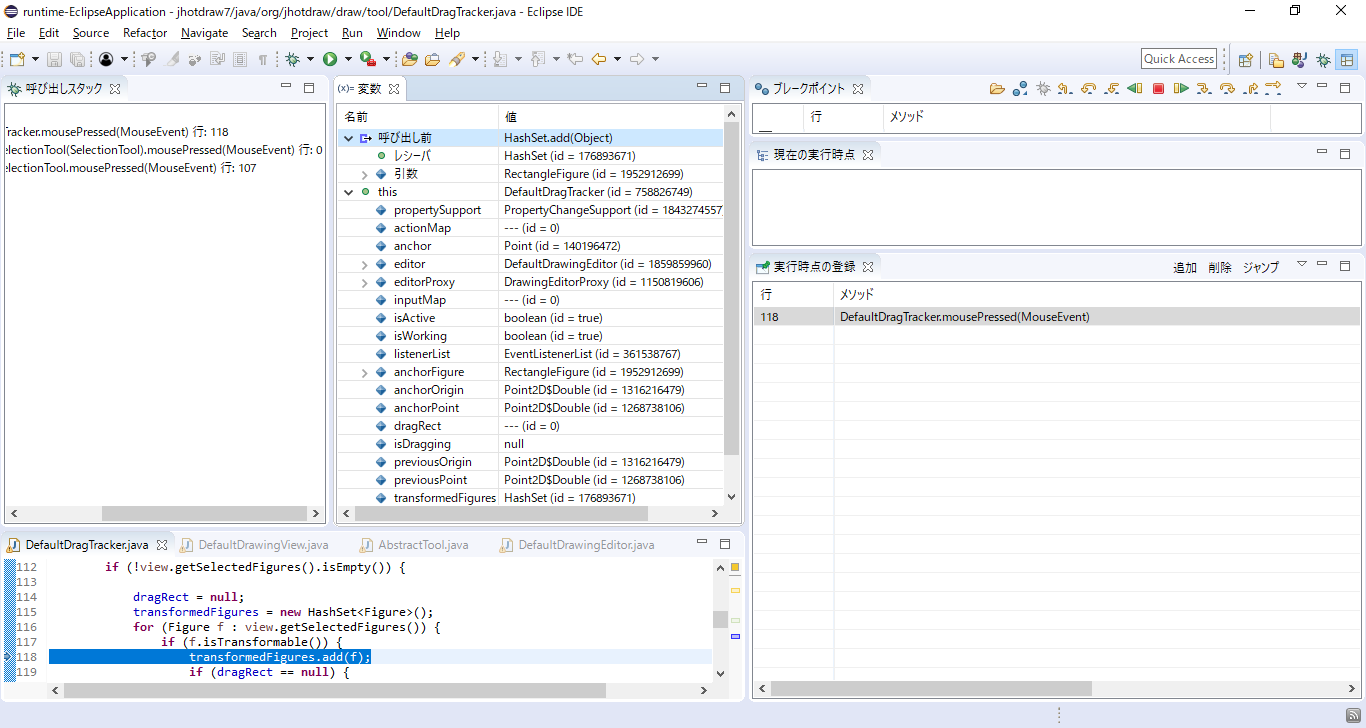 runtime-EclipseApplication - jhotdraw7/java/org/jhotdraw/draw/tool/DefaultDragTracker.java - Eclipse IDE
File Edit Source Refactor Navigate Search Project Run Window Help
Quick Access
呼び出しスタック
Tracker.mousePressed(MouseEvent) 行: 118
electionTool(SelectionTool).mousePressed(MouseEvent) 行: 0
electionTool.mousePressed(MouseEvent) 行: 107
(x)= 変数
名前 値
呼び出し前 HashSet.add(Object)
レシーバ HashSet (id = 176893671)
引数 RectangleFigure (id = 1952912699)
this DefaultDragTracker (id = 758826749)
propertySupport PropertyChangeSupport (id = 1843274557
actionMap --- (id = 0)
anchor Point (id = 140196472)
editor DefaultDrawingEditor (id = 1859859960)
editorProxy DrawingEditorProxy (id = 1150819606)
inputMap --- (id = 0)
isActive boolean (id = true)
isWorking boolean (id = true)
listenerList EventListenerList (id = 361538767)
anchorFigure RectangleFigure (id = 1952912699)
anchorOrigin Point2D$Double (id = 1316216479)
anchorPoint Point2D$Double (id = 1268738106)
dragRect --- (id = 0)
isDragging null
previousOrigin Point2D$Double (id = 1316216479)
previousPoint Point2D$Double (id = 1268738106)
transformedFigures HashSet (id = 176893671)
ブレークポイント
行 メソッド
現在の実行時点
実行時点の登録 追加 削除 ジャンプ
行 メソッド
118 DefaultDragTracker.mousePressed(MouseEvent)
DefaultDragTracker.java DefaultDrawingView.java AbstractTool.java DefaultDrawingEditor.java
112 if (!view.getSelectedFigures().isEmpty()) {
113
114 dragRect = null;
115 transformedFigures = new HashSet<Figure>();
116 for (Figure f : view.getSelectedFigures()) {
117 if (f.isTransformable()) {
118 transformedFigures.add(f);
119 if (dragRect == null) {